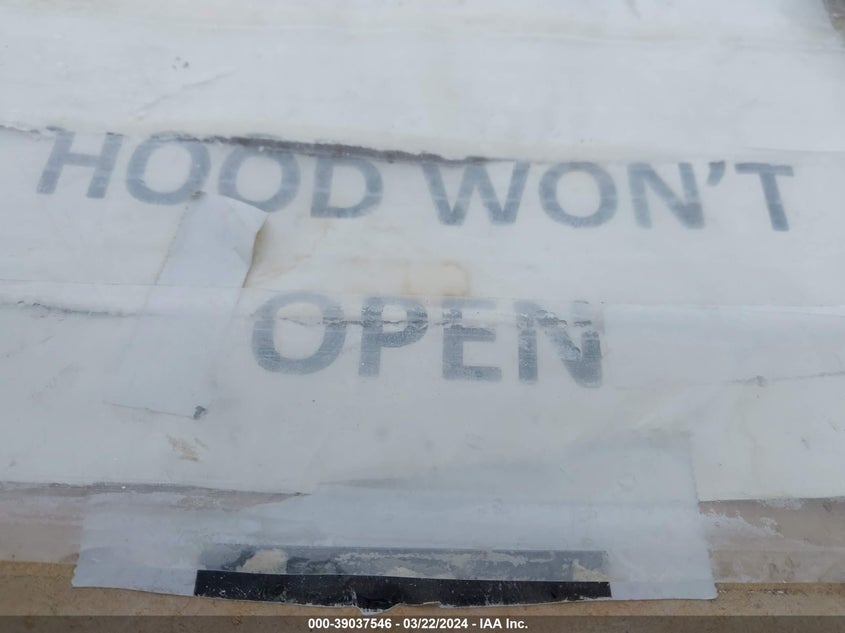 HOOD WON'T
OPEN
000-39037546 - 03/22/2024 - IAA Inc.